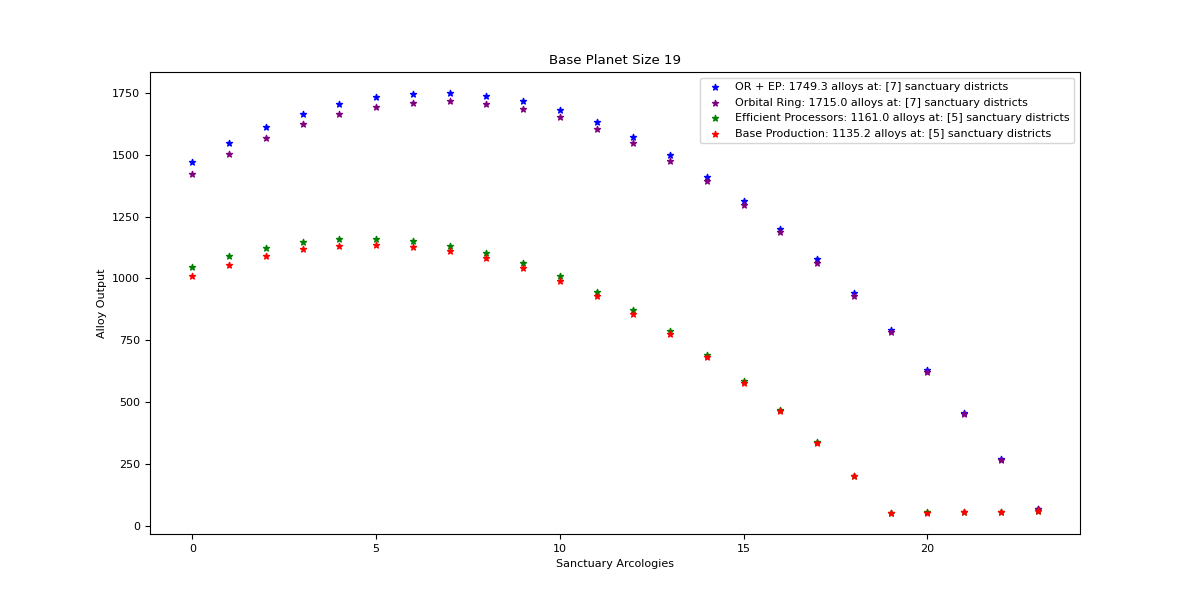 Base Planet Size 19
OR + EP: 1749.3 alloys at: [7] sanctuary districts
Orbital Ring: 1715.0 alloys at: [7] sanctuary districts
Efficient Processors: 1161.0 alloys at: [5] sanctuary districts
Base Production: 1135.2 alloys at: [5] sanctuary districts
Alloy Output
1750
1500
1250
1000
750
500
250
0
0 5 10 15 20
Sanctuary Arcologies